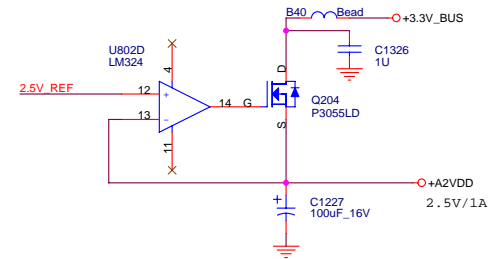 B40 Bead
+3.3V_BUS
U802D
LM324
C1326
1U
4
D
2.5V_REF
12
+
14
G
Q204
P3055LD
13
-
S
11
+A2VDD
2.5V/1A
+
C1227
100uF_16V